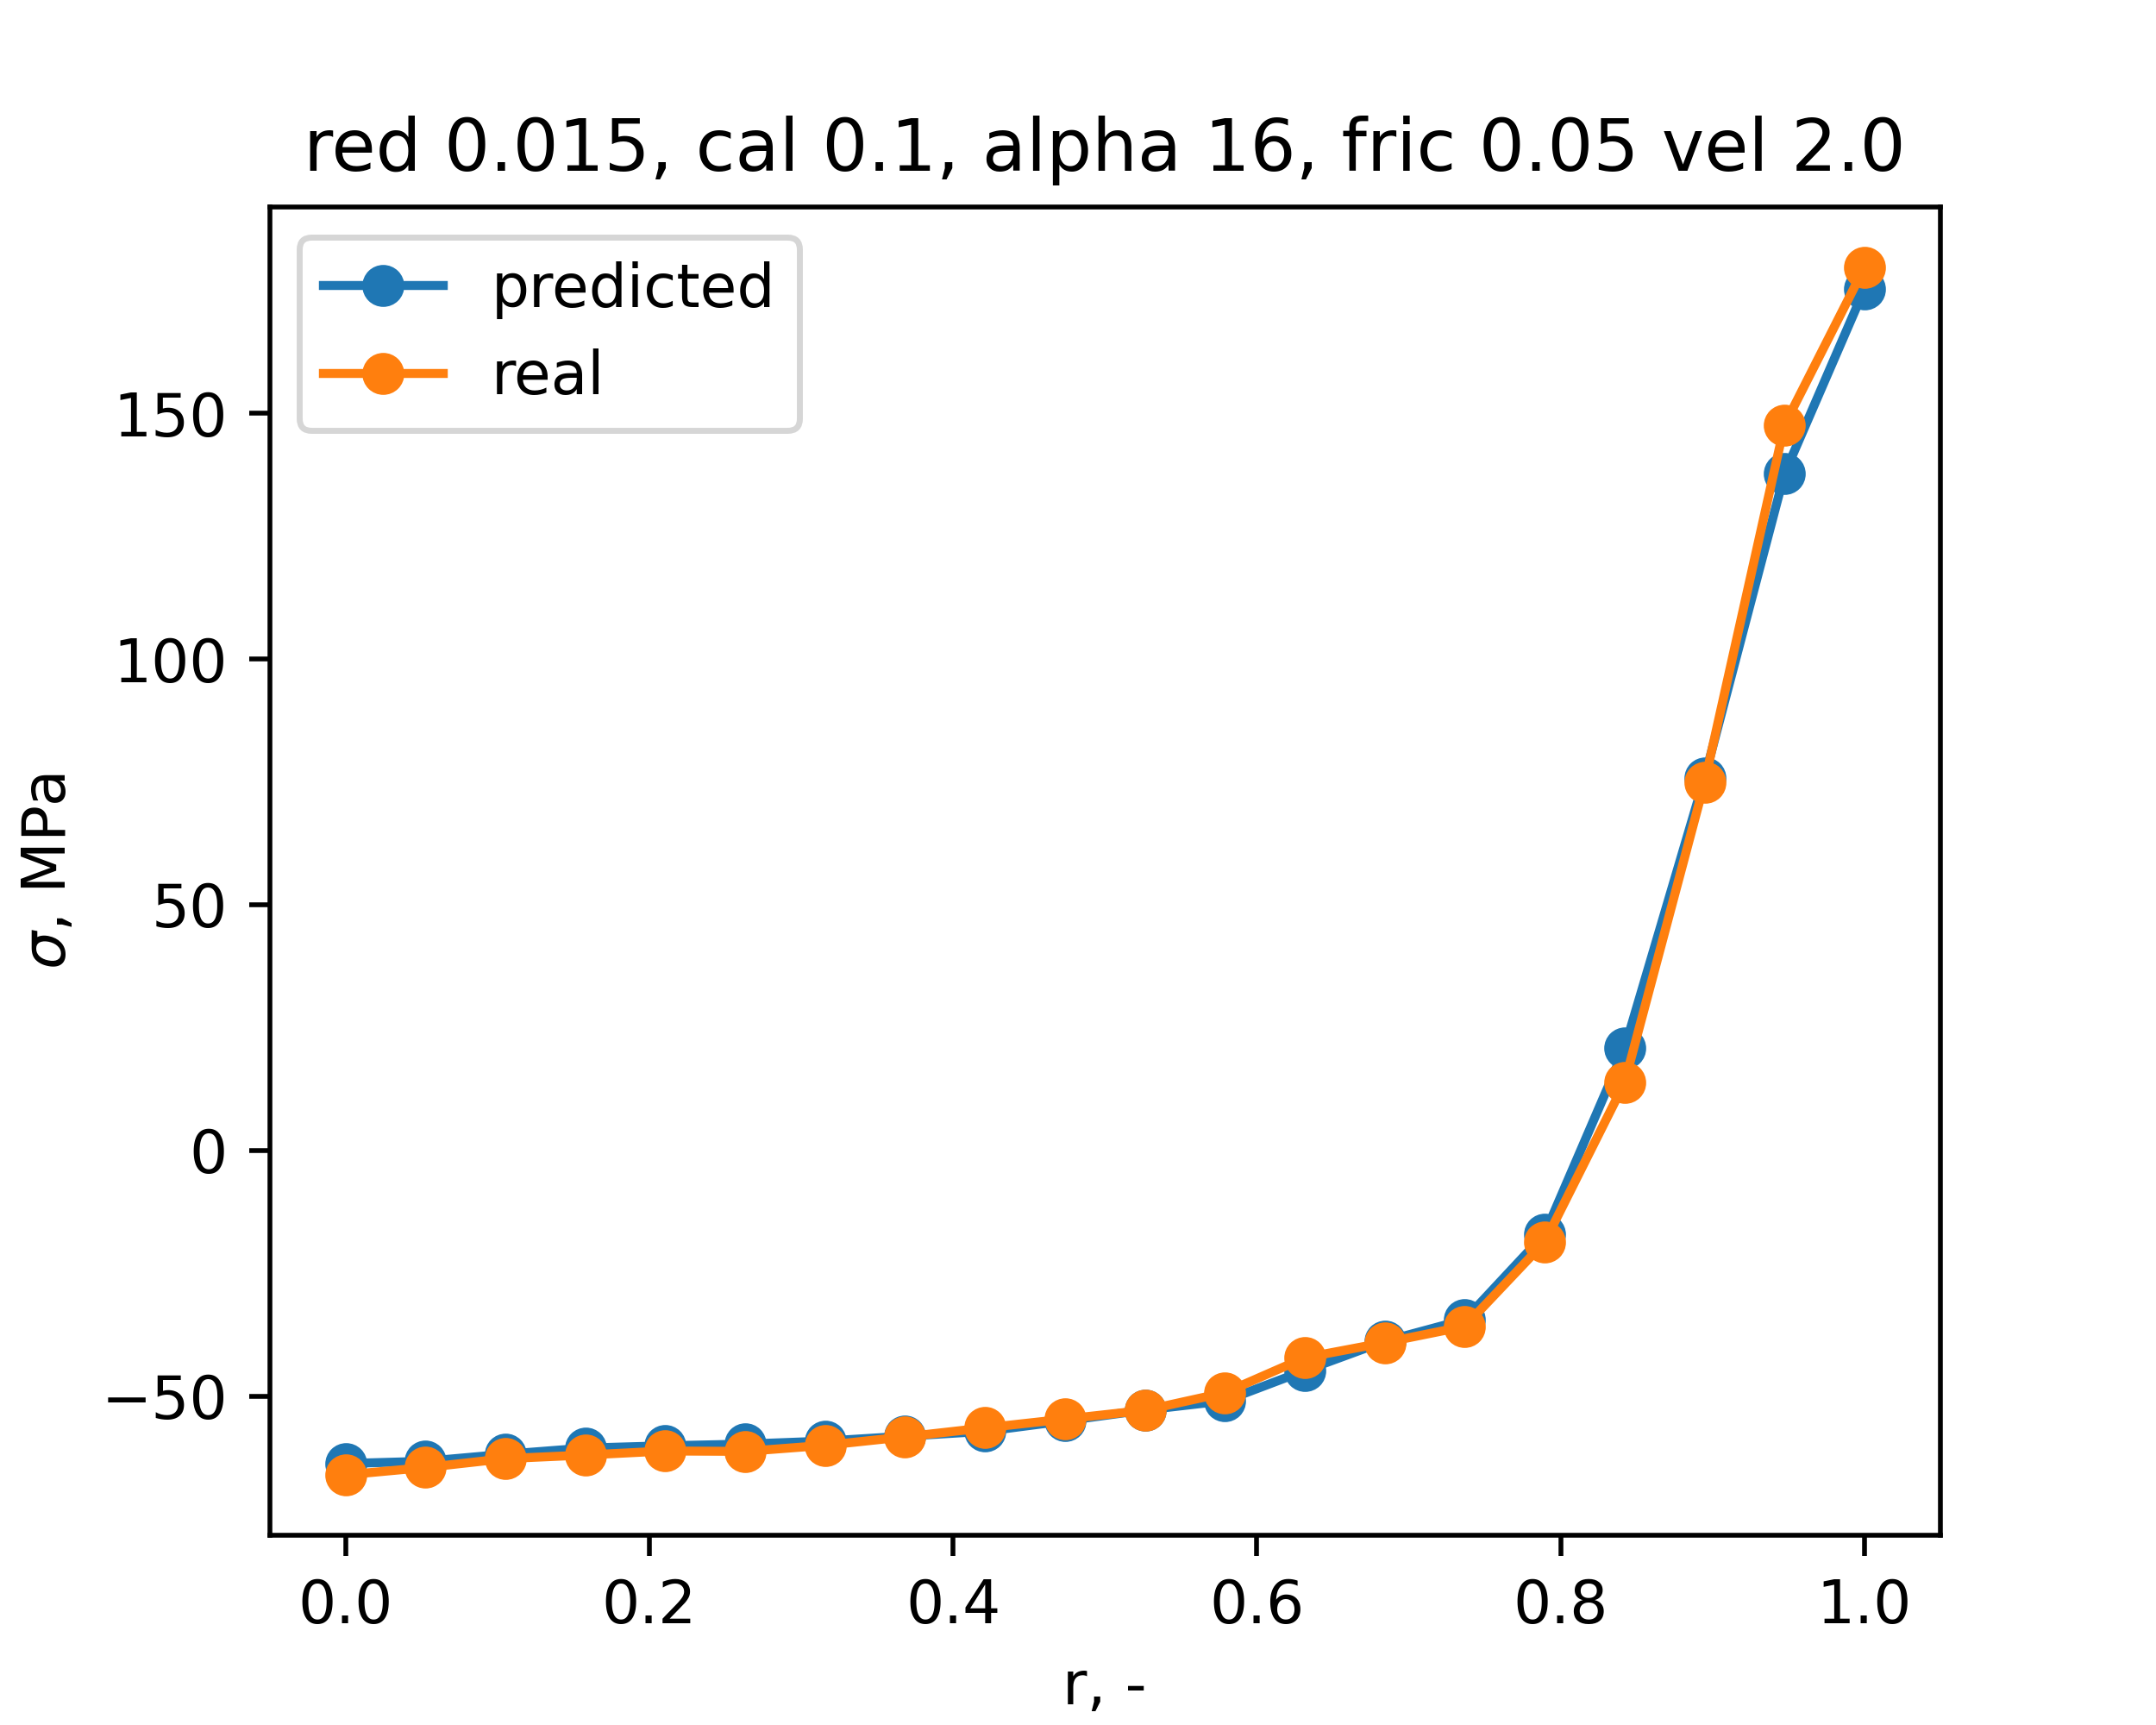 red 0.015, cal 0.1, alpha 16, fric 0.05 vel 2.0
predicted
real
150
100
50
0
−50
σ, MPa
0.0 0.2 0.4 0.6 0.8 1.0
r, -